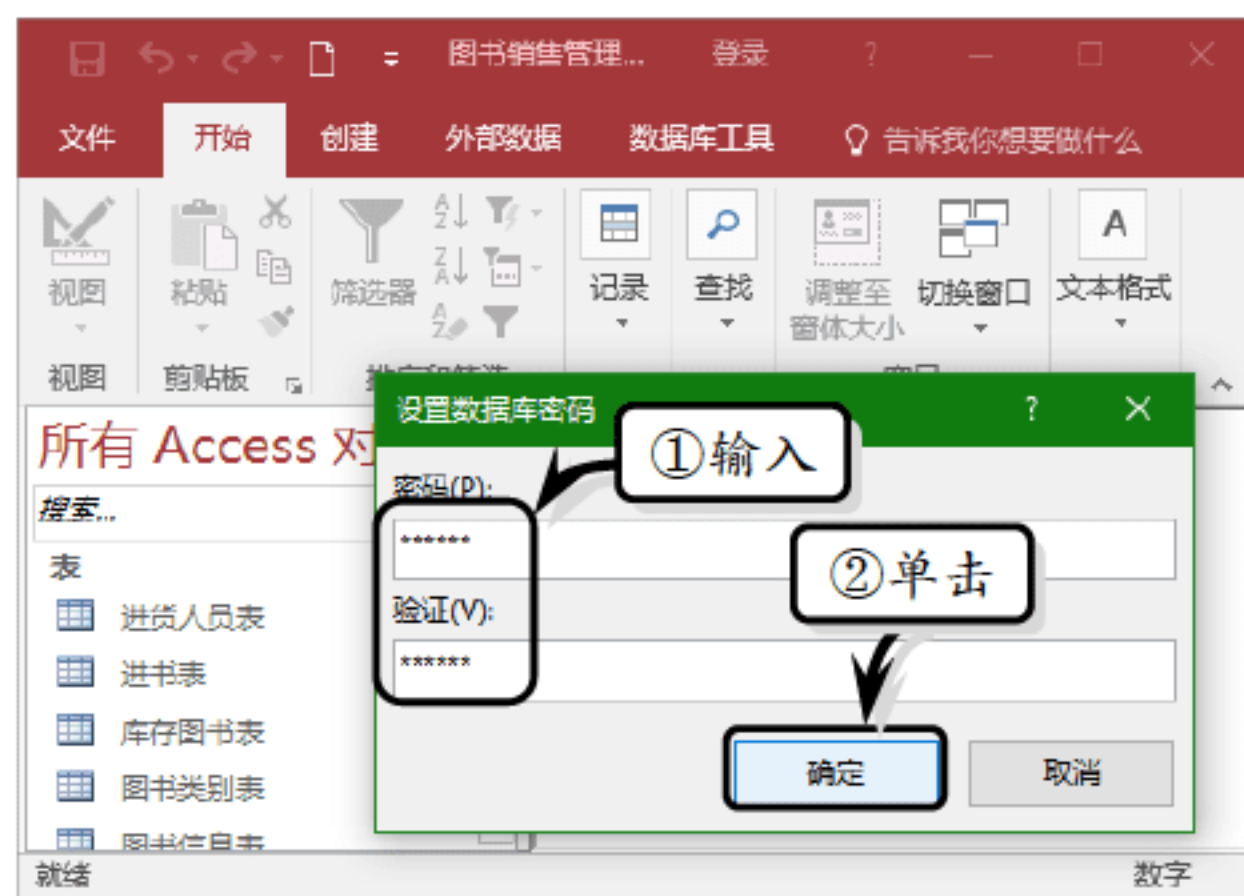 图书销售管理... 登录 ?
文件 开始 创建 外部数据 数据库工具 告诉我你想要做什么
视图 粘贴 筛选器 记录 查找 调整至窗体大小 切换窗口 文本格式
视图 剪贴板
设置数据库密码 ?
所有 Access 对
①输入
密码(P):
搜索...
******
②单击
表
验证(V):
进货人员表
******
进书表
库存图书表
确定 取消
图书类别表
图书信息表
就绪 数字